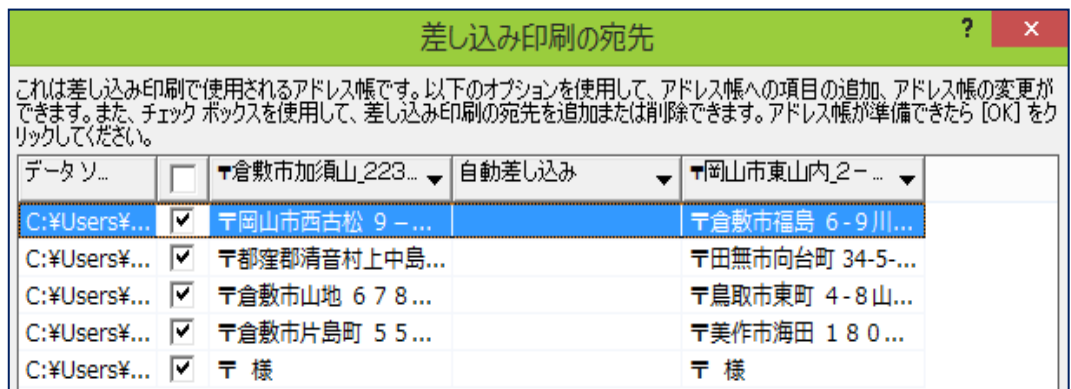 差し込み印刷の宛先
? ×
これは差し込み印刷で使用されるアドレス帳です。以下のオプションを使用して、アドレス帳への項目の追加、アドレス帳の変更が
できます。また、チェック ボックスを使用して、差し込み印刷の宛先を追加または削除できます。アドレス帳が準備できたら [OK] をク
リックしてください。
データ ソ... 〒倉敷市加須山_223... 自動差し込み 〒岡山市東山内_2－...
C:¥Users¥... 〒岡山市西古松 ９－... 〒倉敷市福島 6-9川...
C:¥Users¥... 〒都窪郡清音村上中島... 〒田無市向台町 34-5-...
C:¥Users¥... 〒倉敷市山地 ６７８... 〒鳥取市東町 4-8山...
C:¥Users¥... 〒倉敷市片島町 ５５... 〒美作市海田 １８０...
C:¥Users¥... 〒 様 〒 様